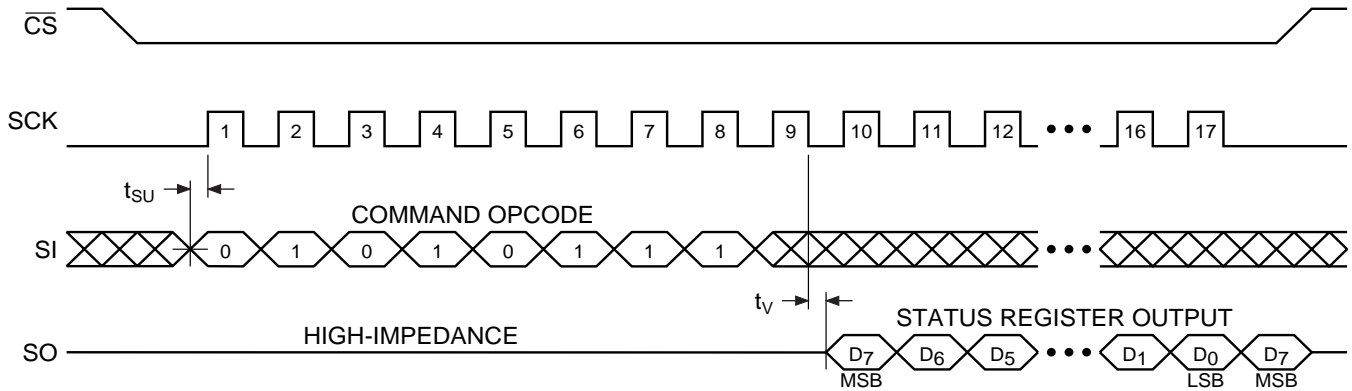 CS
SCK
1 2 3 4 5 6 7 8 9 10 11 12 ••• 16 17
tSU
COMMAND OPCODE
SI
0 1 0 1 0 1 1 1 •••
tV
HIGH-IMPEDANCE
STATUS REGISTER OUTPUT
SO
D7 D6 D5 ••• D1 D0 D7
MSB LSB MSB